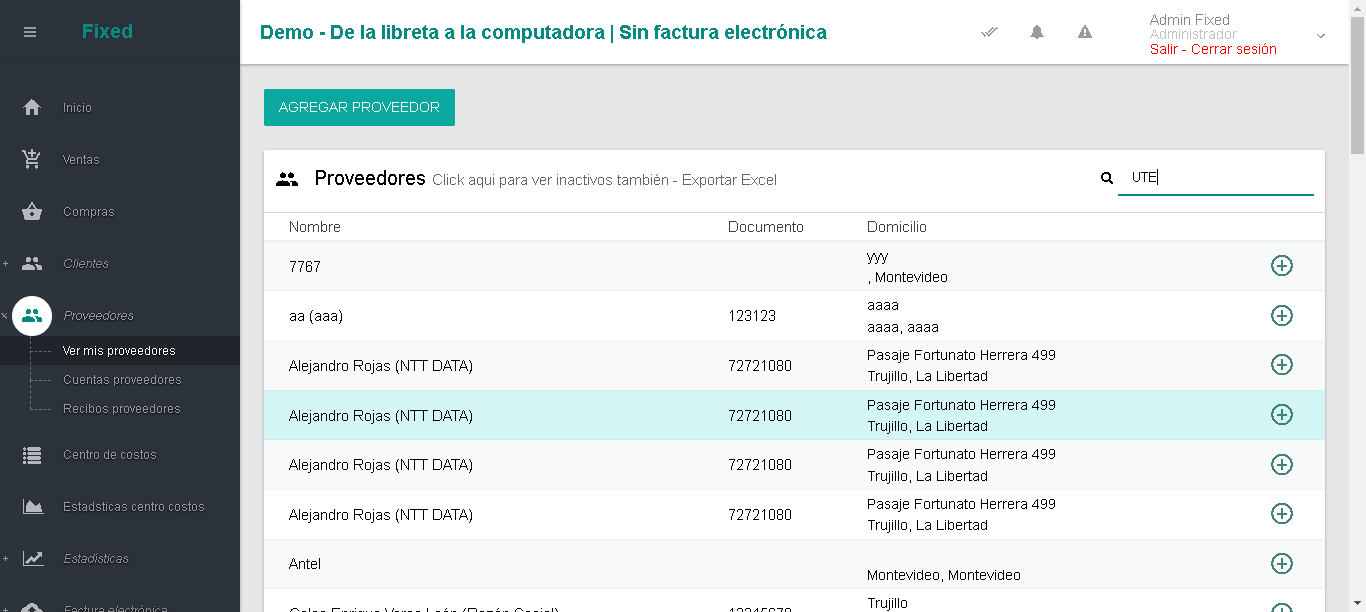 Fixed
Demo - De la libreta a la computadora | Sin factura electrónica
Admin Fixed
Administrador
Salir - Cerrar sesión
Inicio
Ventas
Compras
+ Clientes
x Proveedores
Ver mis proveedores
Cuentas proveedores
Recibos proveedores
Centro de costos
Estadsticas centro costos
+ Estadísticas
+ Factura electrónica
AGREGAR PROVEEDOR
Proveedores Click aqui para ver inactivos también - Exportar Excel
UTE
Nombre Documento Domicilio
7767 yyy
, Montevideo
aa (aaa) 123123 aaaa
aaaa, aaaa
Alejandro Rojas (NTT DATA) 72721080 Pasaje Fortunato Herrera 499
Trujillo, La Libertad
Alejandro Rojas (NTT DATA) 72721080 Pasaje Fortunato Herrera 499
Trujillo, La Libertad
Alejandro Rojas (NTT DATA) 72721080 Pasaje Fortunato Herrera 499
Trujillo, La Libertad
Alejandro Rojas (NTT DATA) 72721080 Pasaje Fortunato Herrera 499
Trujillo, La Libertad
Antel
Montevideo, Montevideo
Trujillo